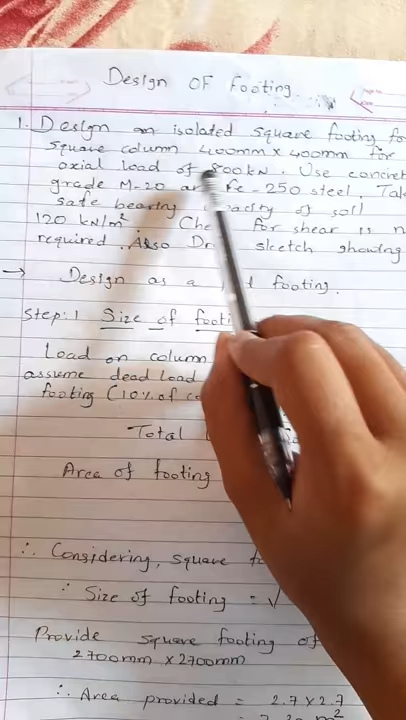 Design OF Footing
1. Design an isolated square footing for
square column 400mm x 400mm for
axial load of 800kN. Use concrete
grade M-20 Fe-250 steel, Take
safe bearing of soil
120 kN/m². for shear is
required. Also sketch showing
→ Design as a footing.
Step:1 Size of footi
Load on column
assume dead load
footing (10% of
Total
Area of footing
∴ Considering, square
∴ Size of footing = √
Provide square footing of
2700mm x 2700mm
∴ Area provided = 2.7 x 2.7
m²